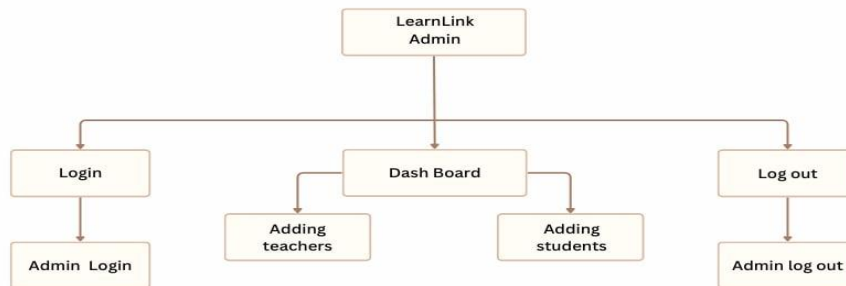 LearnLink
Admin
Login
Dash Board
Log out
Adding
teachers
Adding
students
Admin Login
Admin log out